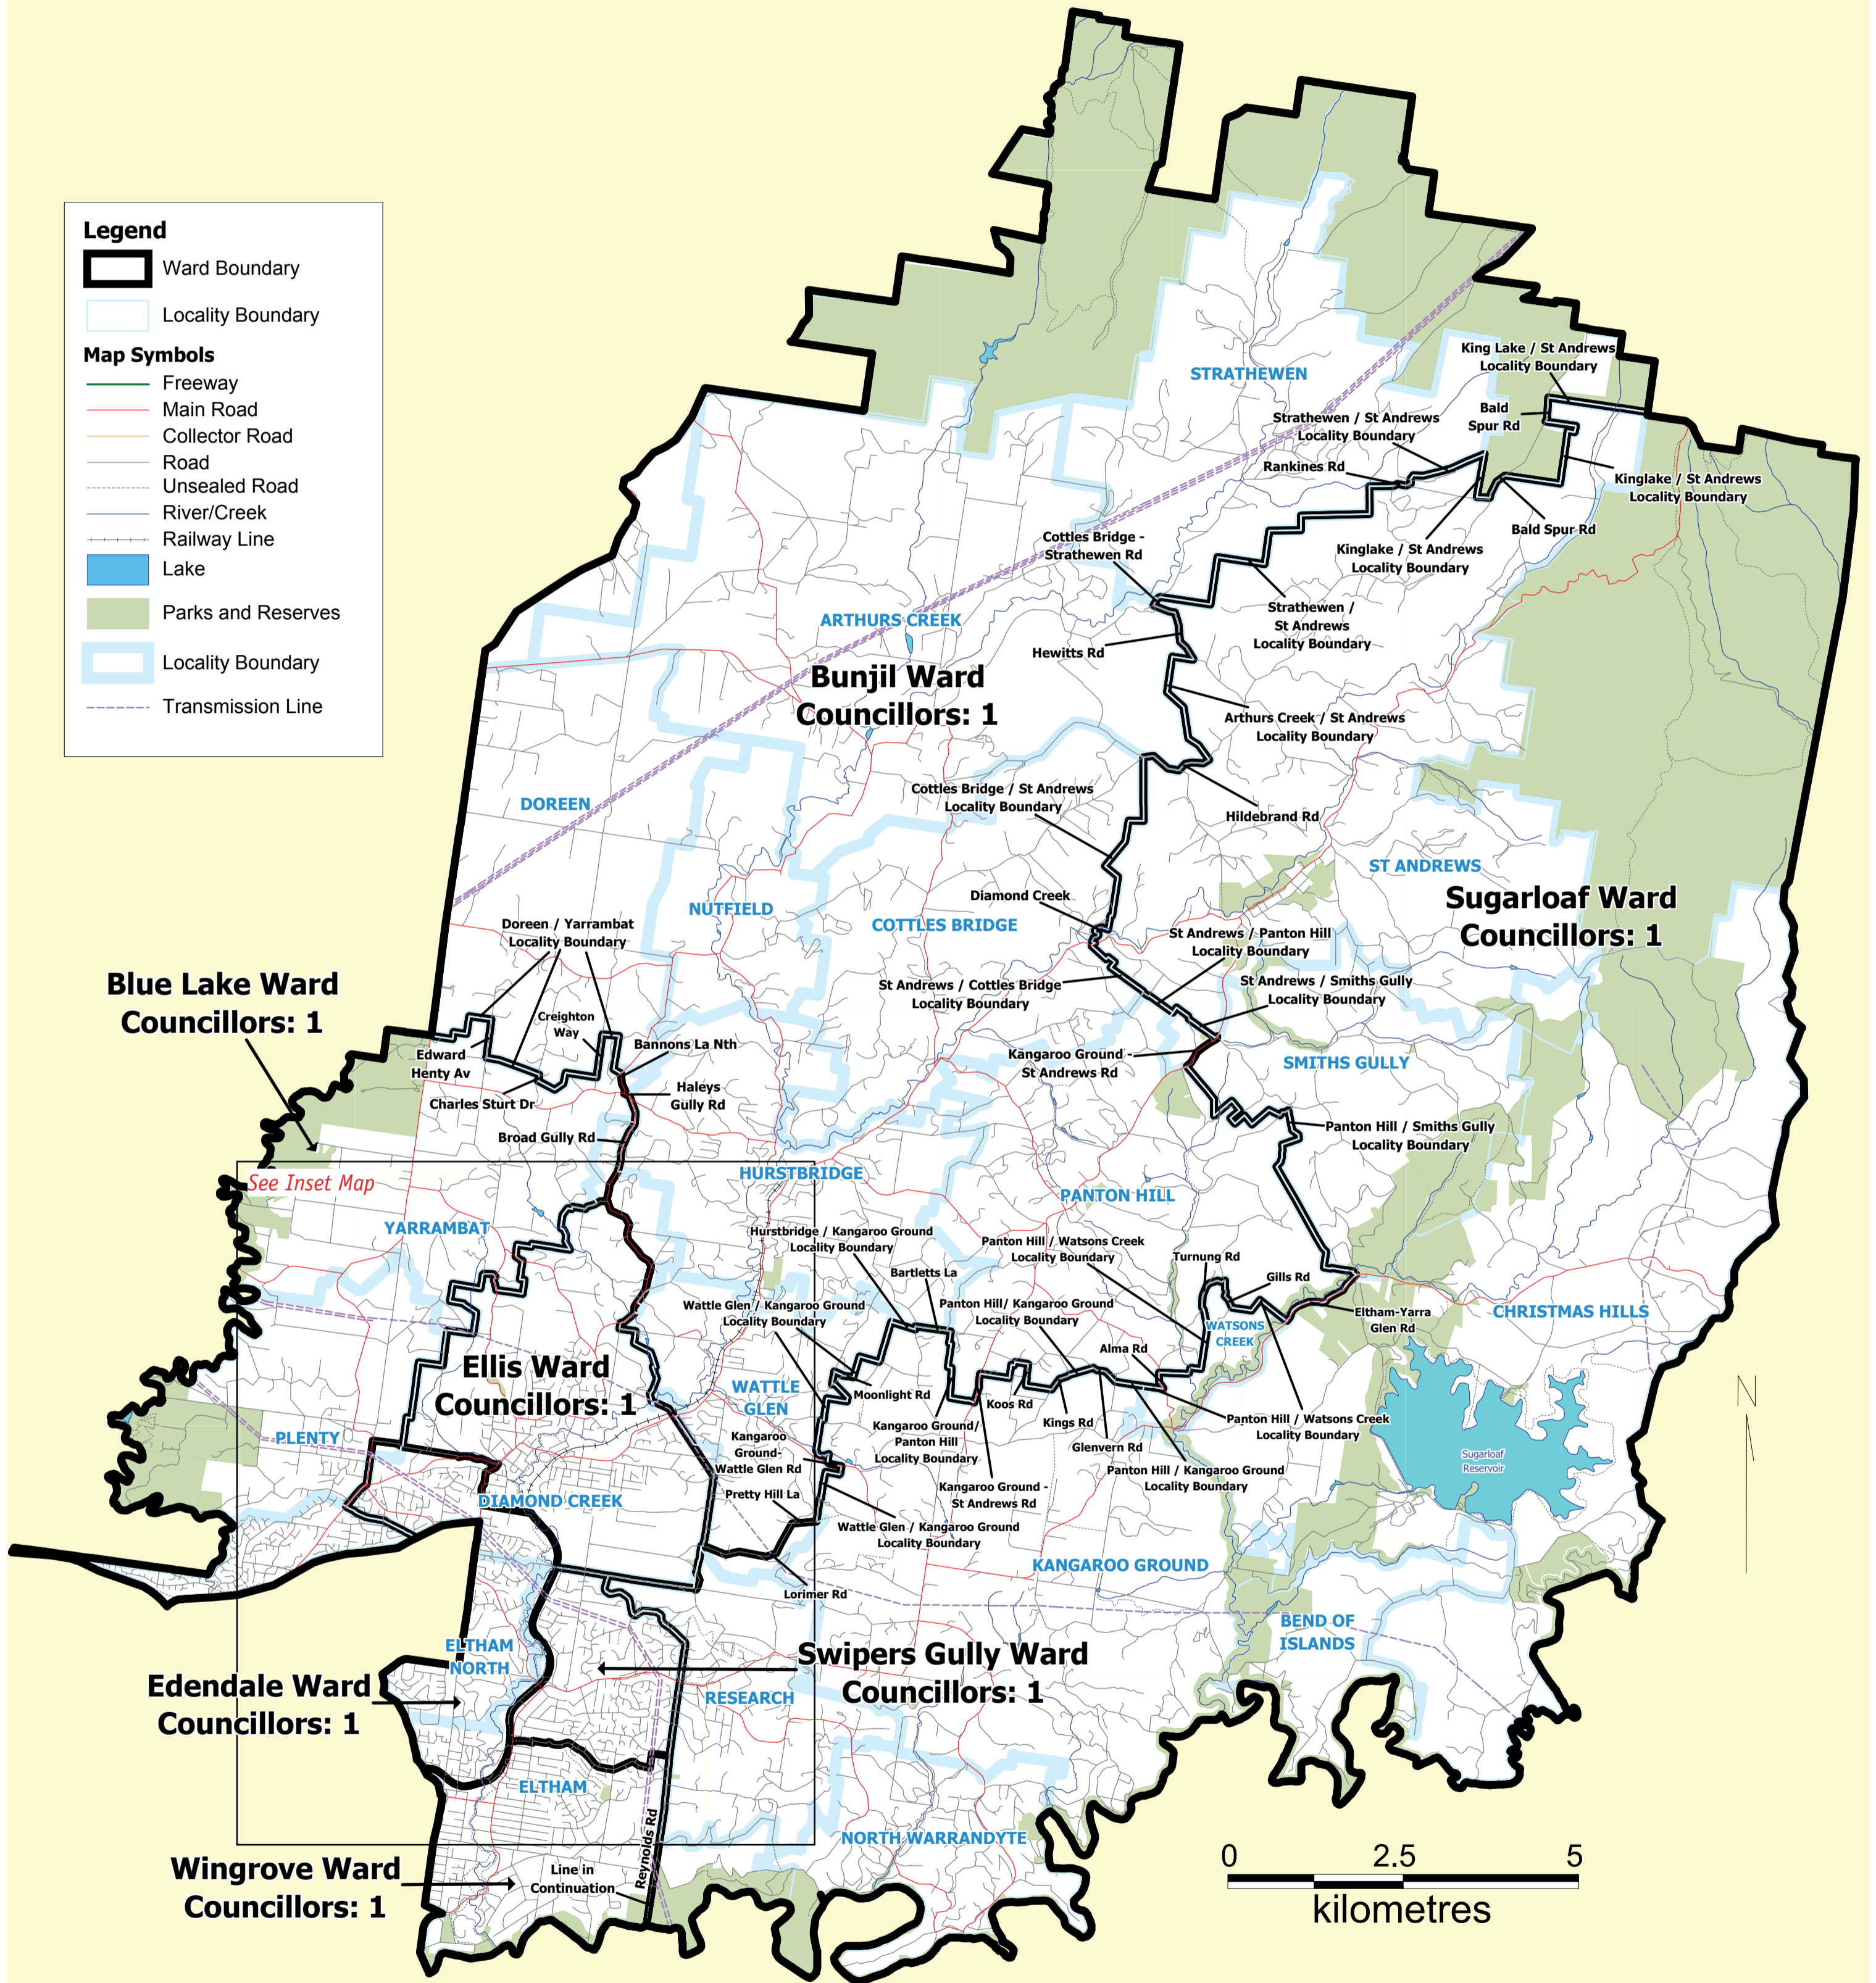 Legend
Ward Boundary
Locality Boundary
Map Symbols
Freeway
Main Road
Collector Road
Road
Unsealed Road
River/Creek
Railway Line
Lake
Parks and Reserves
Locality Boundary
Transmission Line
King Lake / St Andrews
Locality Boundary
STRATHEWEN
Bald
Spur Rd
Strathewen / St Andrews
Locality Boundary
Rankines Rd
Kinglake / St Andrews
Locality Boundary
Bald Spur Rd
Cottles Bridge -
Strathewen Rd
Kinglake / St Andrews
Locality Boundary
Strathewen /
St Andrews
Locality Boundary
ARTHURS CREEK
Hewitts Rd
Bunjil Ward
Councillors: 1
Arthurs Creek / St Andrews
Locality Boundary
DOREEN
Cottles Bridge / St Andrews
Locality Boundary
Hildebrand Rd
ST ANDREWS
Sugarloaf Ward
Councillors: 1
Diamond Creek
NUTFIELD
COTTLES BRIDGE
Doreen / Yarrambat
Locality Boundary
St Andrews / Panton Hill
Locality Boundary
Blue Lake Ward
Councillors: 1
St Andrews / Cottles Bridge
Locality Boundary
St Andrews / Smiths Gully
Locality Boundary
Creighton
Way
Bannons La Nth
Edward
Henty Av
Kangaroo Ground -
St Andrews Rd
SMITHS GULLY
Charles Sturt Dr
Haleys
Gully Rd
Broad Gully Rd
Panton Hill / Smiths Gully
Locality Boundary
See Inset Map
HURSTBRIDGE
PANTON HILL
YARRAMBAT
Hurstbridge / Kangaroo Ground
Locality Boundary
Panton Hill / Watsons Creek
Locality Boundary
Turnung Rd
Bartletts La
Gills Rd
Wattle Glen / Kangaroo Ground
Locality Boundary
Panton Hill/ Kangaroo Ground
Locality Boundary
Eltham-Yarra
Glen Rd
CHRISTMAS HILLS
WATSONS
CREEK
Alma Rd
Ellis Ward
Councillors: 1
WATTLE
GLEN
Moonlight Rd
Koos Rd
Kings Rd
Glenvern Rd
Panton Hill / Watsons Creek
Locality Boundary
PLENTY
Kangaroo
Ground-
Wattle Glen Rd
Kangaroo Ground/
Panton Hill
Locality Boundary
Panton Hill / Kangaroo Ground
Locality Boundary
Sugarloaf
Reservoir
Pretty Hill La
Kangaroo Ground -
St Andrews Rd
DIAMOND CREEK
Wattle Glen / Kangaroo Ground
Locality Boundary
KANGAROO GROUND
Lorimer Rd
BEND OF
ISLANDS
ELTHAM
NORTH
Swipers Gully Ward
Councillors: 1
Edendale Ward
Councillors: 1
RESEARCH
ELTHAM
Reynolds Rd
NORTH WARRANDYTE
Wingrove Ward
Councillors: 1
Line in
Continuation
N
0 2.5 5
kilometres